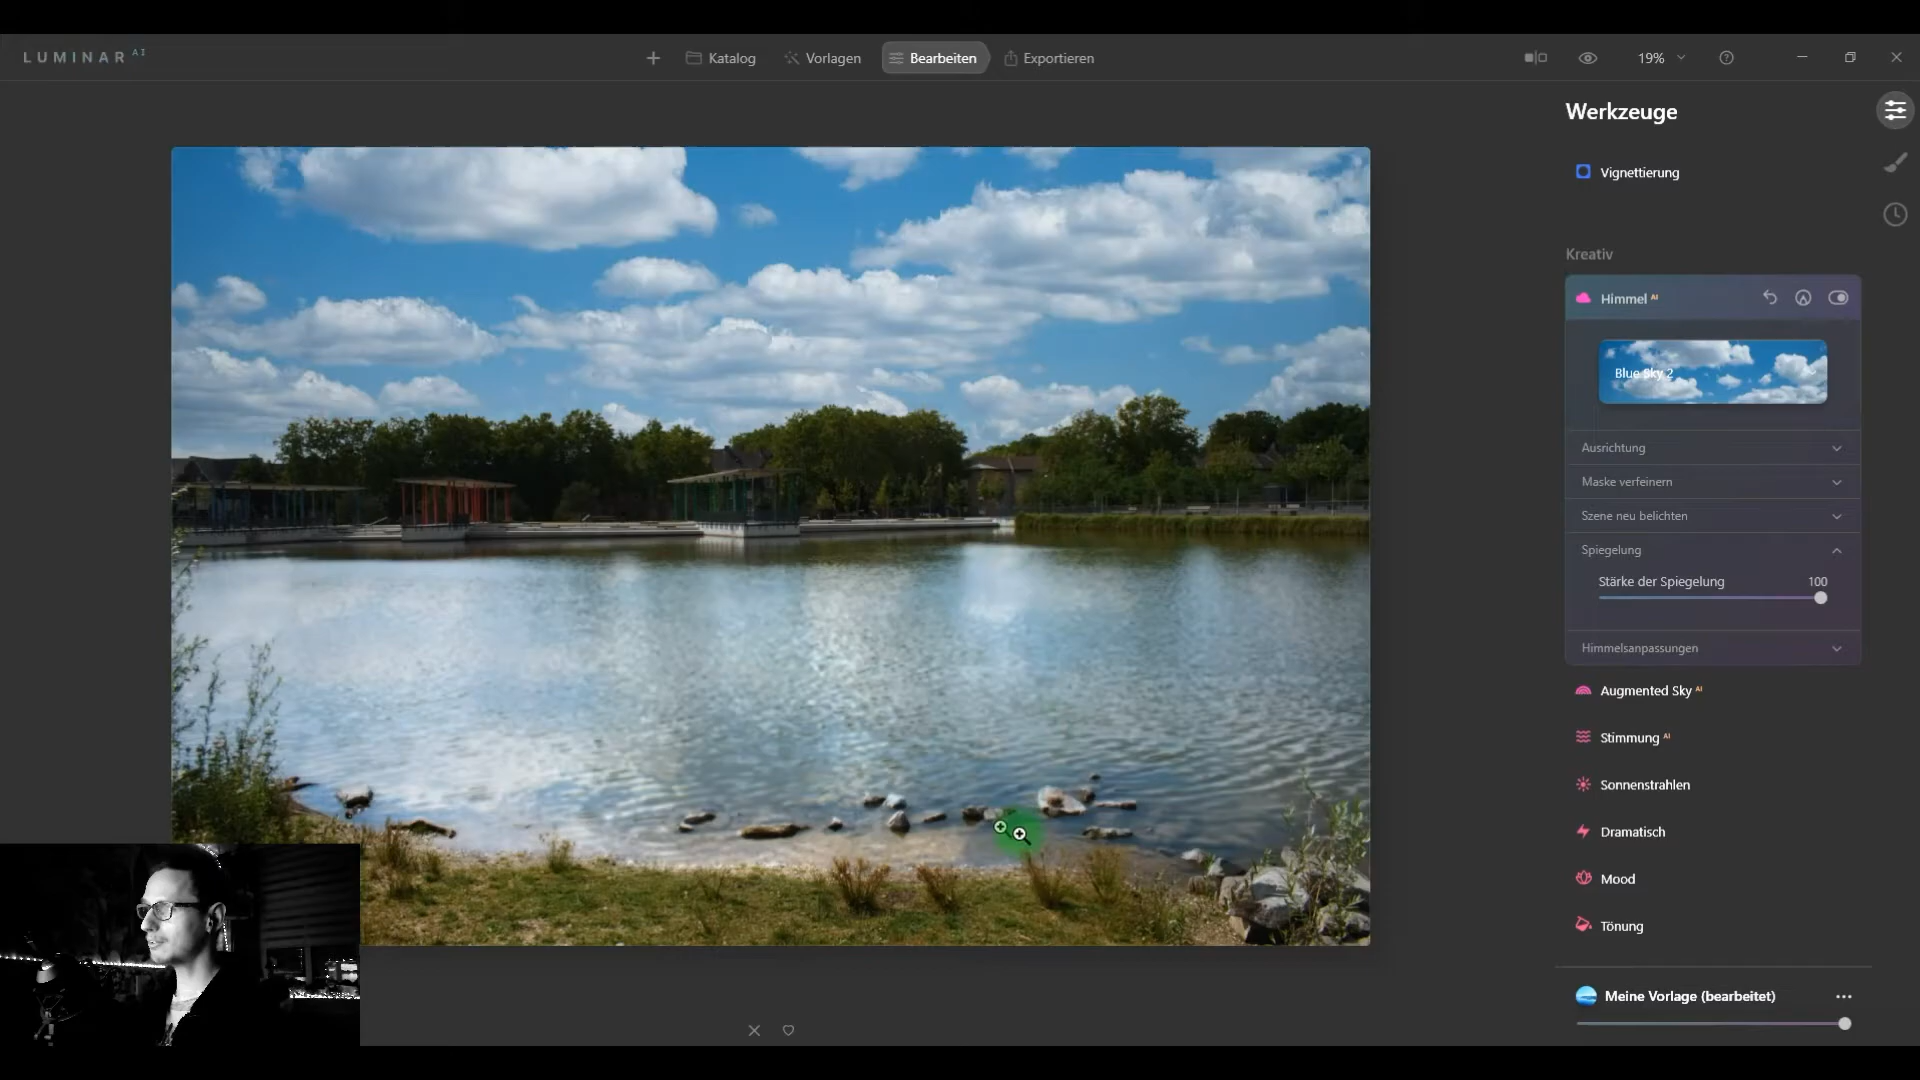 LUMINAR AI
Katalog
Vorlagen
Bearbeiten
Exportieren
19%
Werkzeuge
Vignettierung
Kreativ
Himmel AI
Blue Sky 2
Ausrichtung
Maske verfeinern
Szene neu belichten
Spiegelung
Stärke der Spiegelung 100
Himmelsanpassungen
Augmented Sky AI
Stimmung AI
Sonnenstrahlen
Dramatisch
Mood
Tönung
Meine Vorlage (bearbeitet)